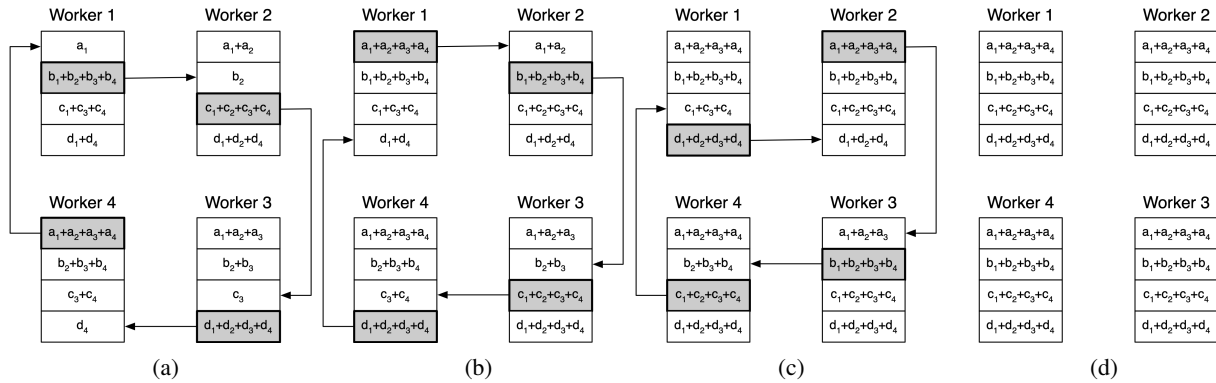 Worker 1
a₁
b₁+b₂+b₃+b₄
c₁+c₃+c₄
d₁+d₄
Worker 2
a₁+a₂
b₂
c₁+c₂+c₃+c₄
d₁+d₂+d₄
Worker 4
a₁+a₂+a₃+a₄
b₂+b₃+b₄
c₃+c₄
d₄
Worker 3
a₁+a₂+a₃
b₂+b₃
c₃
d₁+d₂+d₃+d₄
(a)
Worker 1
a₁+a₂+a₃+a₄
b₁+b₂+b₃+b₄
c₁+c₃+c₄
d₁+d₄
Worker 2
a₁+a₂
b₁+b₂+b₃+b₄
c₁+c₂+c₃+c₄
d₁+d₂+d₄
Worker 4
a₁+a₂+a₃+a₄
b₂+b₃+b₄
c₃+c₄
d₁+d₂+d₃+d₄
Worker 3
a₁+a₂+a₃
b₂+b₃
c₁+c₂+c₃+c₄
d₁+d₂+d₃+d₄
(b)
Worker 1
a₁+a₂+a₃+a₄
b₁+b₂+b₃+b₄
c₁+c₃+c₄
d₁+d₂+d₃+d₄
Worker 2
a₁+a₂+a₃+a₄
b₁+b₂+b₃+b₄
c₁+c₂+c₃+c₄
d₁+d₂+d₄
Worker 4
a₁+a₂+a₃+a₄
b₂+b₃+b₄
c₁+c₂+c₃+c₄
d₁+d₂+d₃+d₄
Worker 3
a₁+a₂+a₃
b₁+b₂+b₃+b₄
c₁+c₂+c₃+c₄
d₁+d₂+d₃+d₄
(c)
Worker 1
a₁+a₂+a₃+a₄
b₁+b₂+b₃+b₄
c₁+c₂+c₃+c₄
d₁+d₂+d₃+d₄
Worker 2
a₁+a₂+a₃+a₄
b₁+b₂+b₃+b₄
c₁+c₂+c₃+c₄
d₁+d₂+d₃+d₄
Worker 4
a₁+a₂+a₃+a₄
b₁+b₂+b₃+b₄
c₁+c₂+c₃+c₄
d₁+d₂+d₃+d₄
Worker 3
a₁+a₂+a₃+a₄
b₁+b₂+b₃+b₄
c₁+c₂+c₃+c₄
d₁+d₂+d₃+d₄
(d)